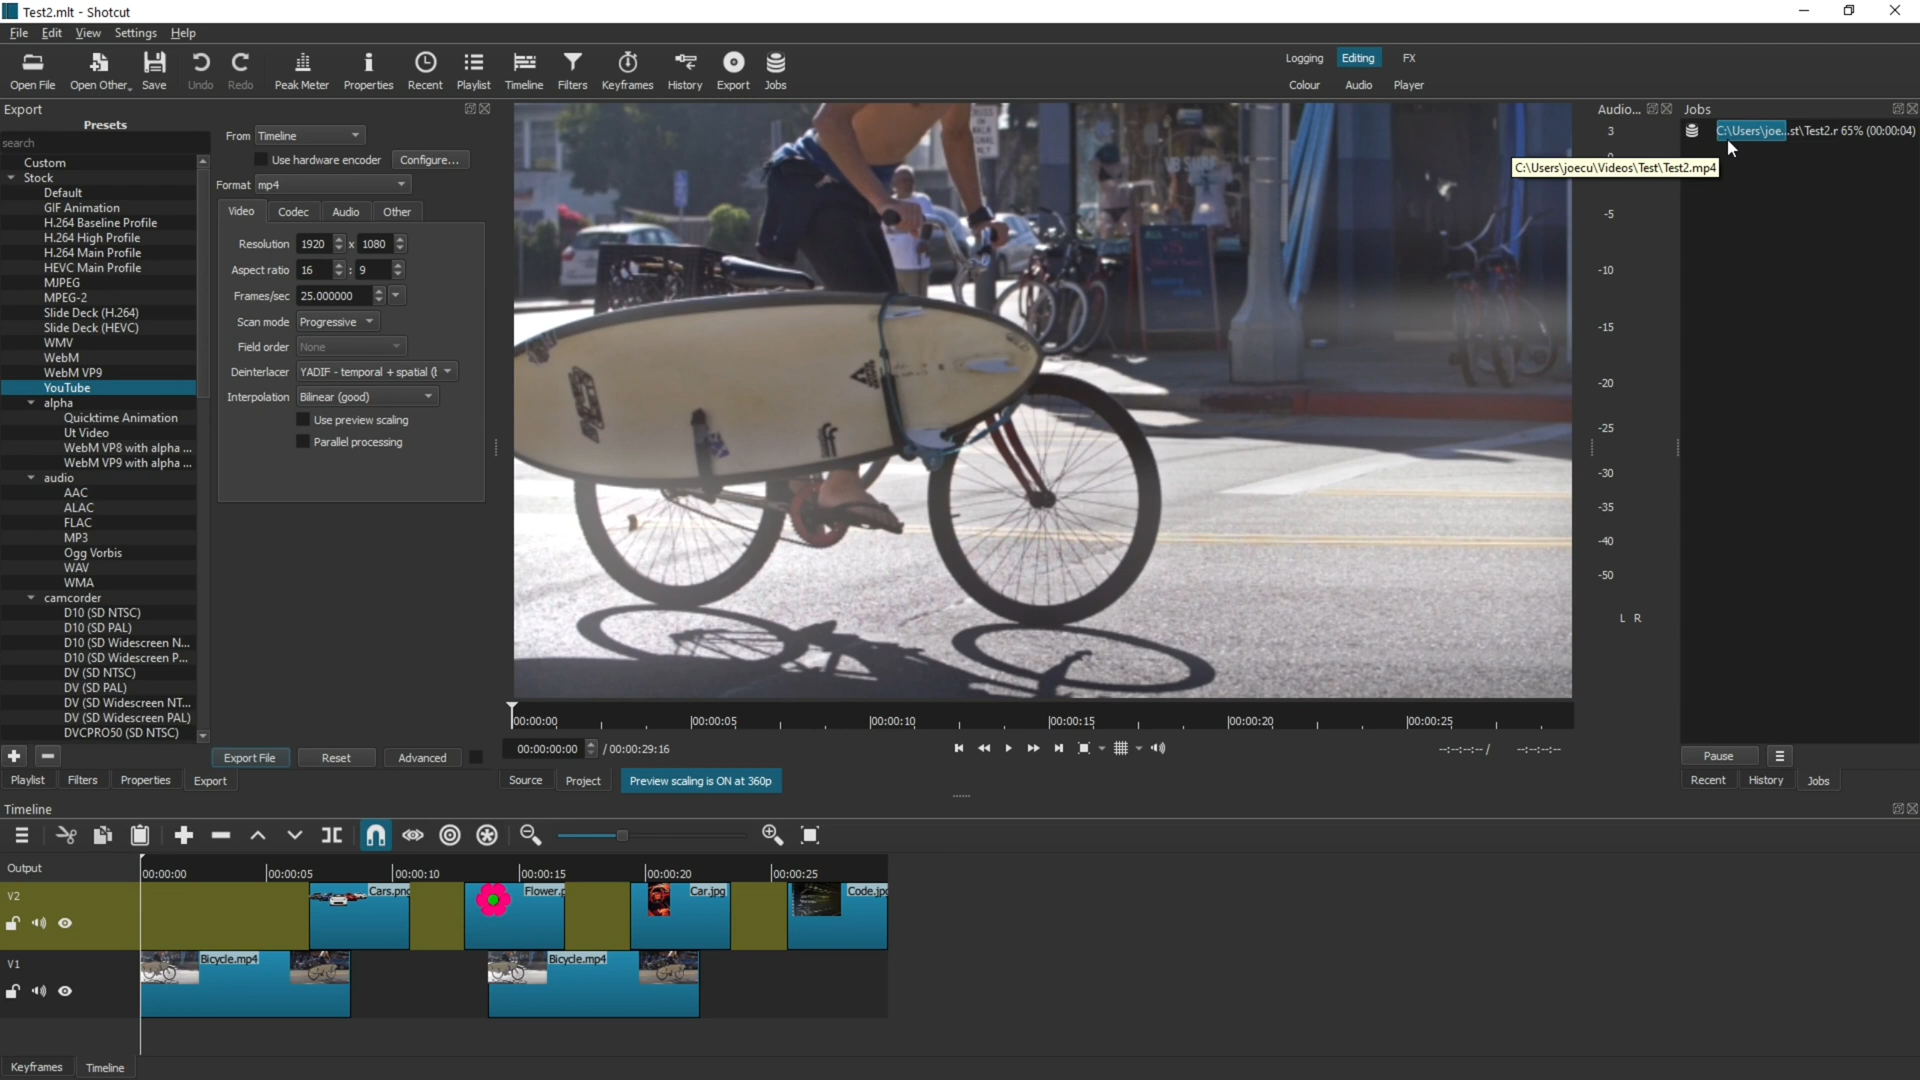 Test2.mlt - Shotcut
File Edit View Settings Help
Open File Open Other... Save Undo Redo Peak Meter Properties Recent Playlist Timeline Filters Keyframes History Export Jobs
Logging Editing FX
Colour Audio Player
Export
Presets
search
Custom
Stock
Default
GIF Animation
H.264 Baseline Profile
H.264 High Profile
H.264 Main Profile
HEVC Main Profile
MJPEG
MPEG-2
Slide Deck (H.264)
Slide Deck (HEVC)
WMV
WebM
WebM VP9
YouTube
alpha
Quicktime Animation
Ut Video
WebM VP8 with alpha ...
WebM VP9 with alpha ...
audio
AAC
ALAC
FLAC
MP3
Ogg Vorbis
WAV
WMA
camcorder
D10 (SD NTSC)
D10 (SD PAL)
D10 (SD Widescreen N...
D10 (SD Widescreen P...
DV (SD NTSC)
DV (SD PAL)
DV (SD Widescreen NT...
DV (SD Widescreen PAL)
DVCPRO50 (SD NTSC)
From Timeline
Use hardware encoder Configure...
Format mp4
Video Codec Audio Other
Resolution 1920 x 1080
Aspect ratio 16 : 9
Frames/sec 25.000000
Scan mode Progressive
Field order None
Deinterlacer YADIF - temporal + spatial (
Interpolation Bilinear (good)
Use preview scaling
Parallel processing
Export File Reset Advanced
Playlist Filters Properties Export
00:00:00 00:00:05 00:00:10 00:00:15 00:00:20 00:00:25
00:00:00:00 / 00:00:29:16
--:--:--:-- / --:--:--:--
Source Project Preview scaling is ON at 360p
Audio...
3
0
-5
-10
-15
-20
-25
-30
-35
-40
-50
L R
Jobs
C:\Users\joe...st\Test2.r 65% (00:00:04)
C:\Users\joecu\Videos\Test\Test2.mp4
Pause
Recent History Jobs
Timeline
Output
00:00:00 00:00:05 00:00:10 00:00:15 00:00:20 00:00:25
V2
Cars.png Flower.p Car.jpg Code.jpg
V1
Bicycle.mp4 Bicycle.mp4
Keyframes Timeline